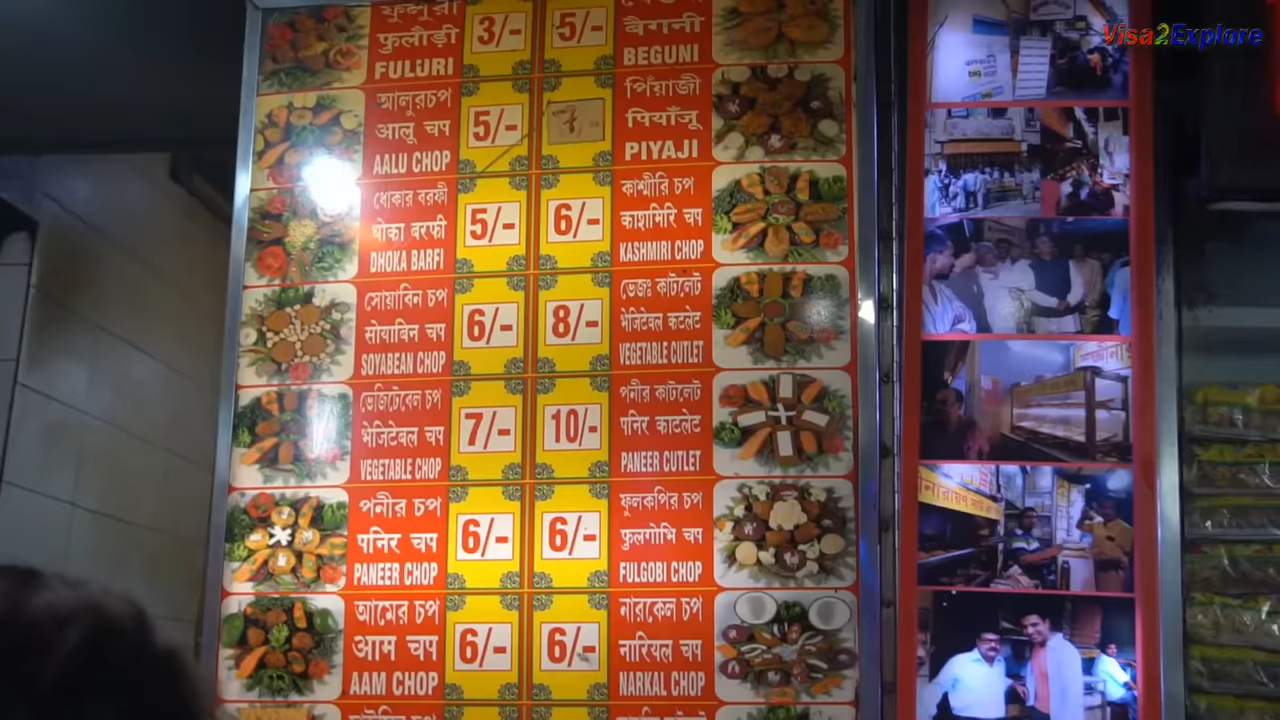 ফুলুরী
फुलौड़ी
FULURI
3/-
5/-
बैगनी
BEGUNI
আলুরচপ
आलू चप
AALU CHOP
5/-
7
পিঁয়াজী
पियाँजू
PIYAJI
ধোকার বরফী
धोका बरफी
DHOKA BARFI
5/-
6/-
কাশ্মীরি চপ
काश्मिरि चप
KASHMIRI CHOP
সোয়াবিন চপ
सोयाबिन चप
SOYABEAN CHOP
6/-
8/-
ভেজঃ কাটলেট
भेजिटेबल कटलेट
VEGETABLE CUTLET
ভেজিটেবেল চপ
भेजिटेबल चप
VEGETABLE CHOP
7/-
10/-
পনীর কাটলেট
पनिर काटलेट
PANEER CUTLET
পনীর চপ
पनिर चप
PANEER CHOP
6/-
6/-
ফুলকপির চপ
फुलगोभि चप
FULGOBI CHOP
আমের চপ
आम चप
AAM CHOP
6/-
6/-
নারকেল চপ
नारियल चप
NARKAL CHOP
Visa2Explore